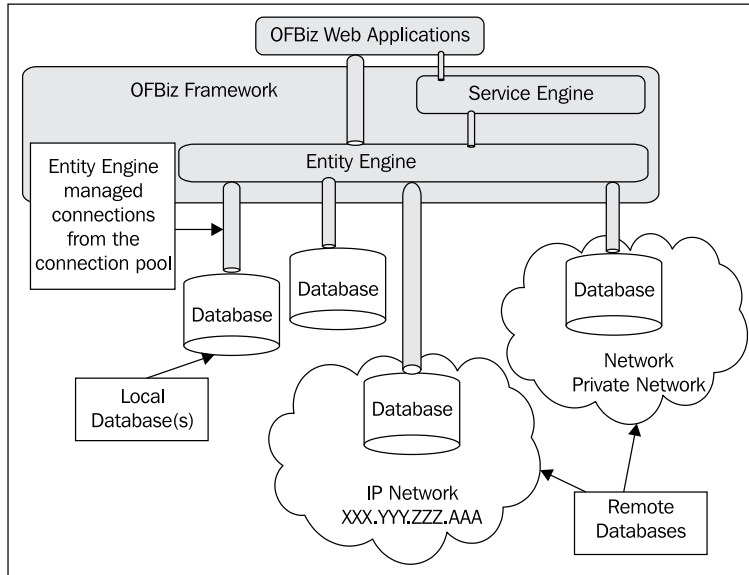 OFBiz Web Applications
OFBiz Framework
Service Engine
Entity Engine
Entity Engine
managed
connections
from the
connection pool
Database
Database
Database
Database
Network
Private Network
Local
Database(s)
IP Network
XXX.YYY.ZZZ.AAA
Remote
Databases